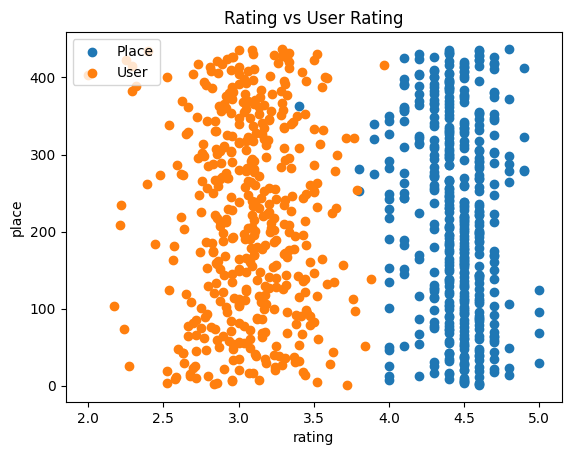 Rating vs User Rating
Place
User
400
300
200
100
0
place
2.0 2.5 3.0 3.5 4.0 4.5 5.0
rating